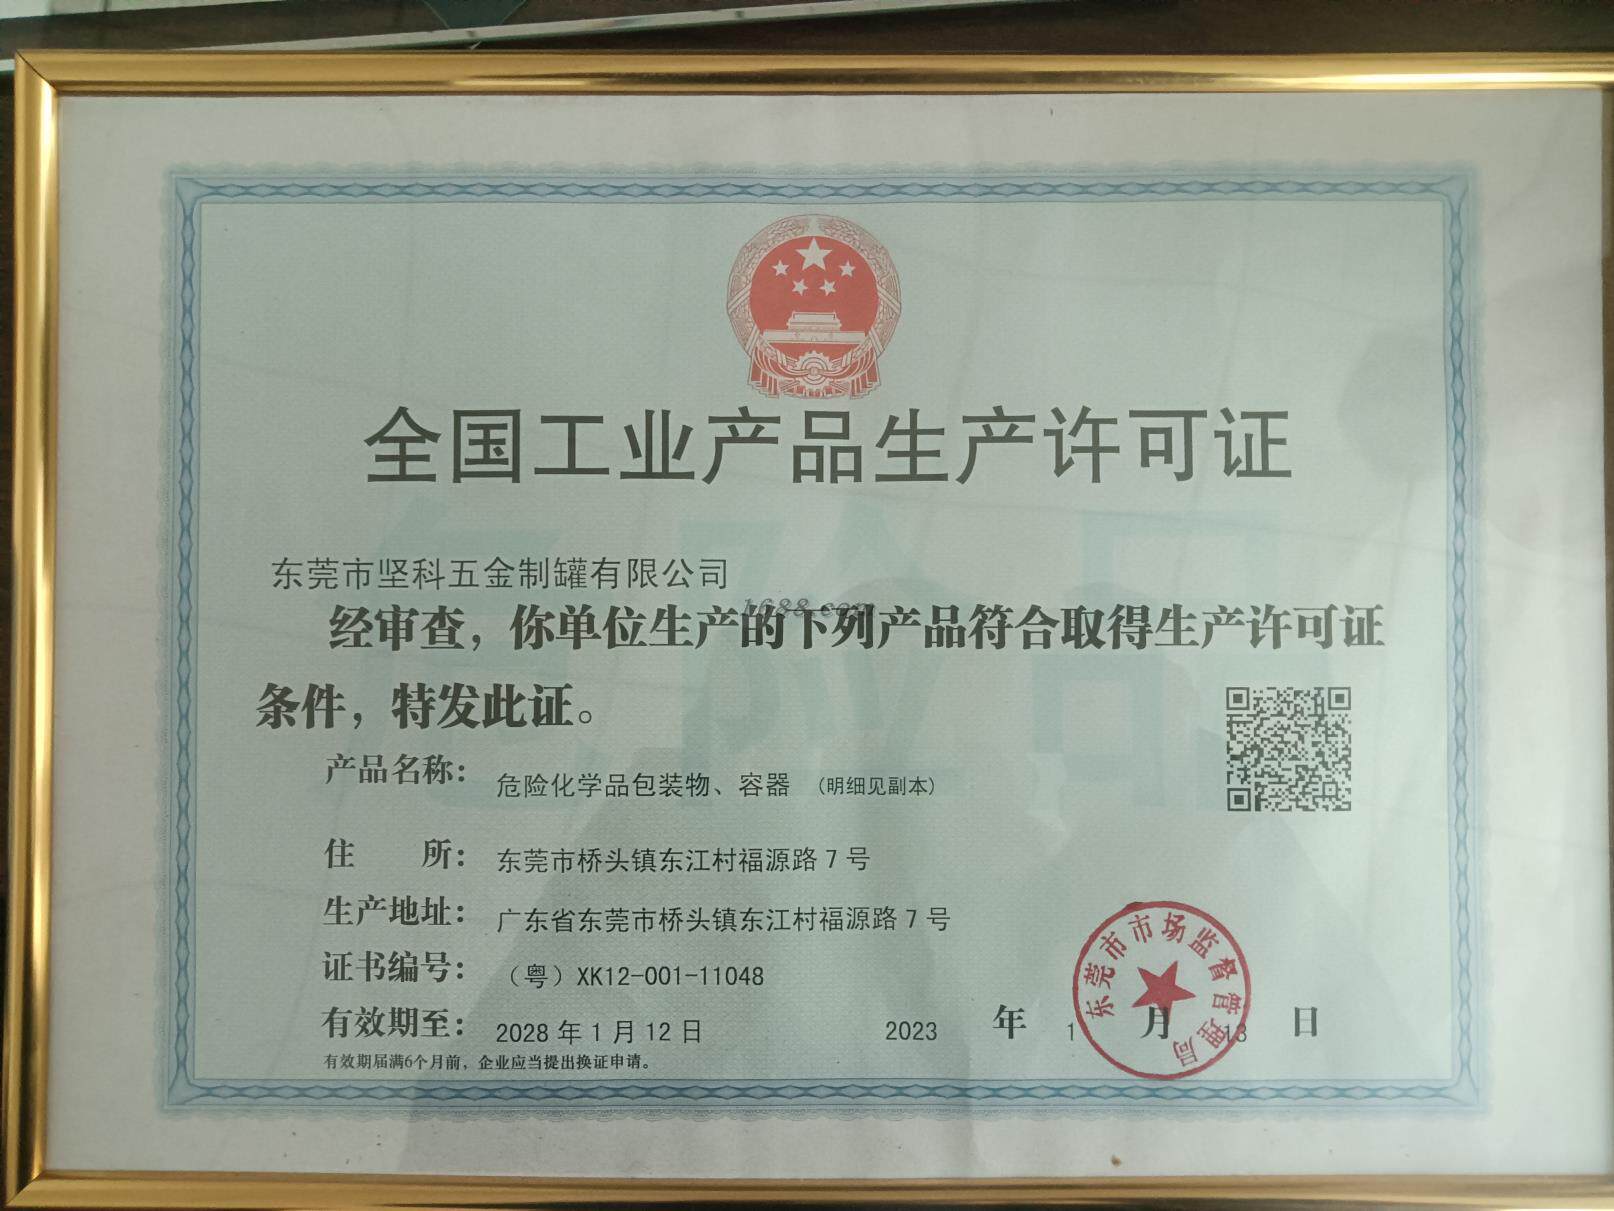 全国工业产品生产许可证
东莞市坚科五金制罐有限公司
1688.com
经审查，你单位生产的下列产品符合取得生产许可证
条件，特发此证。
产品名称： 危险化学品包装物、容器 （明细见副本）
住 所： 东莞市桥头镇东江村福源路 7 号
生产地址： 广东省东莞市桥头镇东江村福源路 7 号
证书编号： （粤）XK12-001-11048
有效期至： 2028 年 1 月 12 日
2023 年 1 月 13 日
有效期届满6个月前，企业应当提出换证申请。
东莞市市场监督管理局